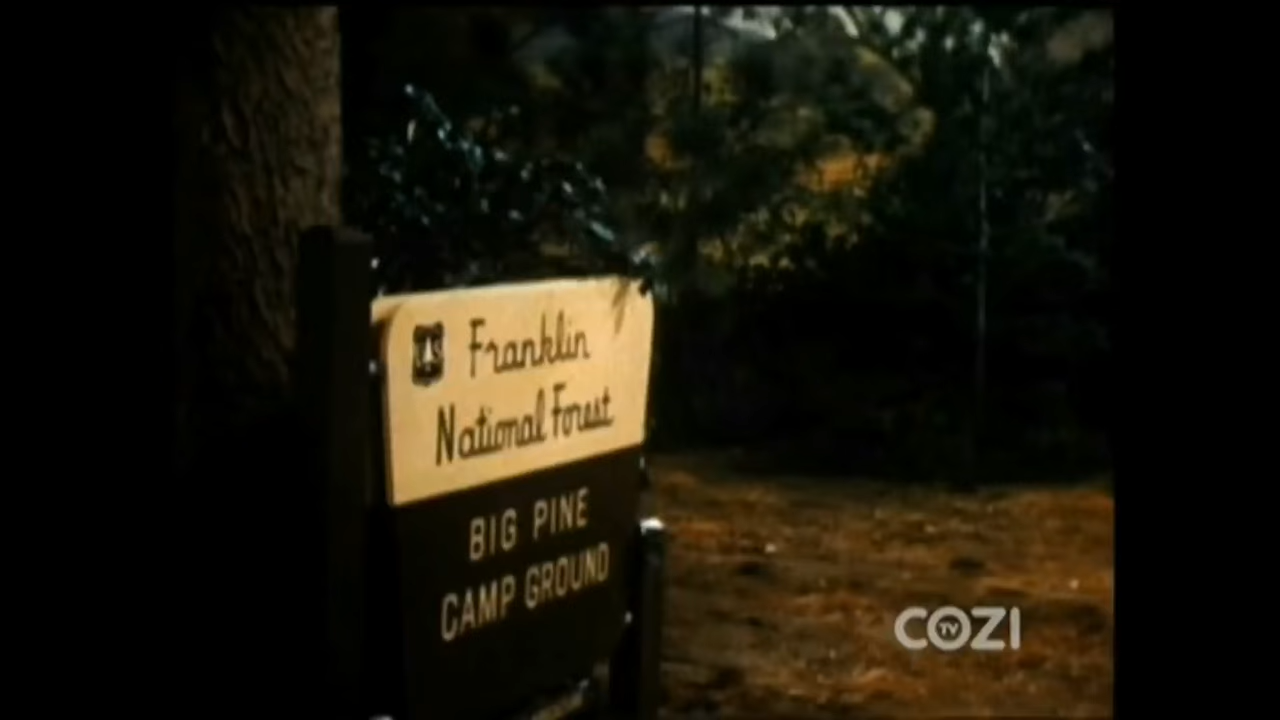 Franklin
National Forest
BIG PINE
CAMP GROUND
COZI
TV